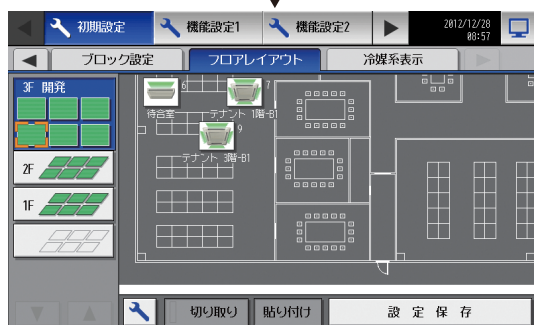 初期設定 機能設定1 機能設定2 2012/12/28
08:57
ブロック設定 フロアレイアウト 冷媒系表示
3F 開発
6 7
待合室 テナント 1階-B1
9
テナント 3階-B1
2F
1F
切り取り 貼り付け 設定保存